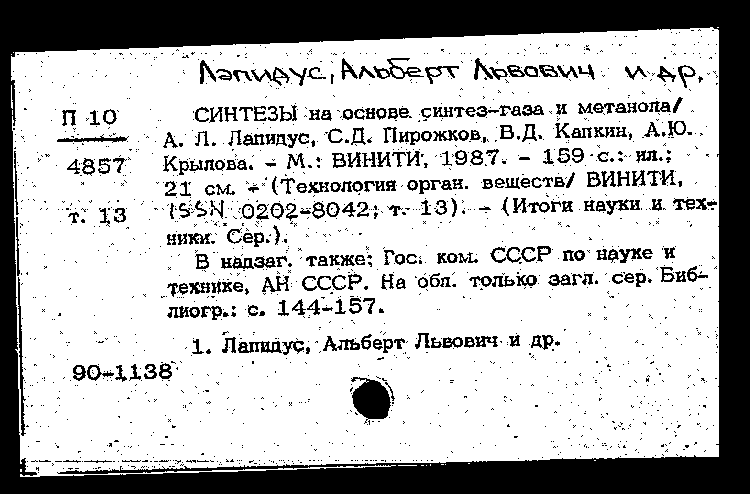 Лапидус, Альберт Львович и др.
П 10 СИНТЕЗЫ на основе синтез-газа и метанола/
А. Л. Лапидус, С.Д. Пирожков, В.Д. Капкин, А.Ю.
4857 Крылова. – М.: ВИНИТИ, 1987. – 159 с.: ил.;
21 см. – (Технология орган. веществ/ ВИНИТИ,
т. 13 ISSN 0202-8042; т. 13). – (Итоги науки и тех-
ники. Сер.).
В надзаг. также: Гос. ком. СССР по науке и
технике, АН СССР. На обл. только загл. сер. Биб-
лиогр.: с. 144-157.
1. Лапидус, Альберт Львович и др.
90-1138